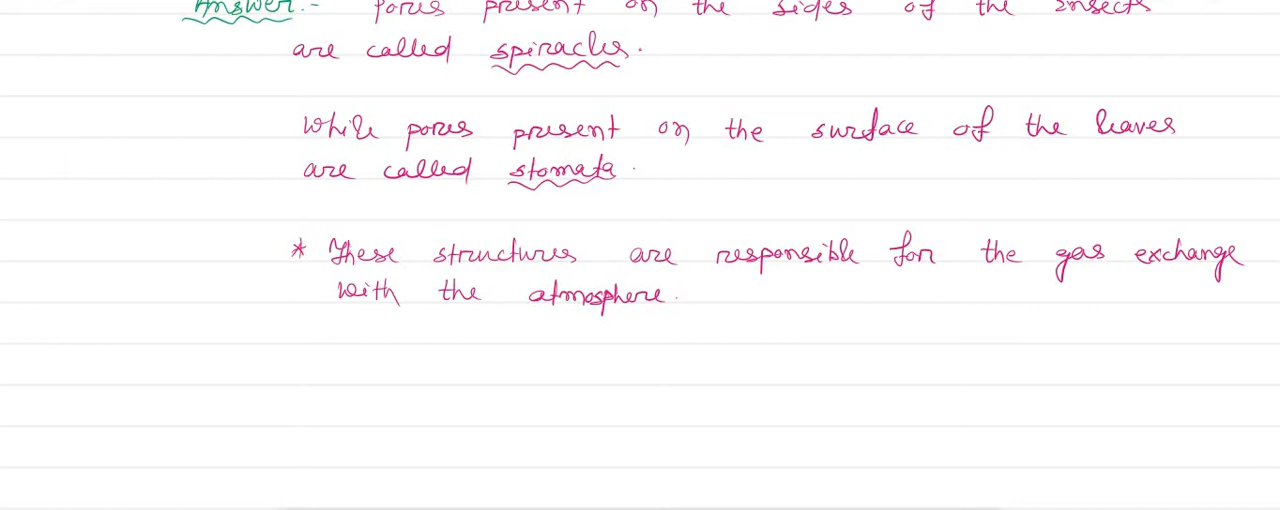 Answer:- Pores present on the sides of the insects
are called spiracles.
While pores present on the surface of the leaves
are called stomata.
* These structures are responsible for the gas exchange
with the atmosphere.